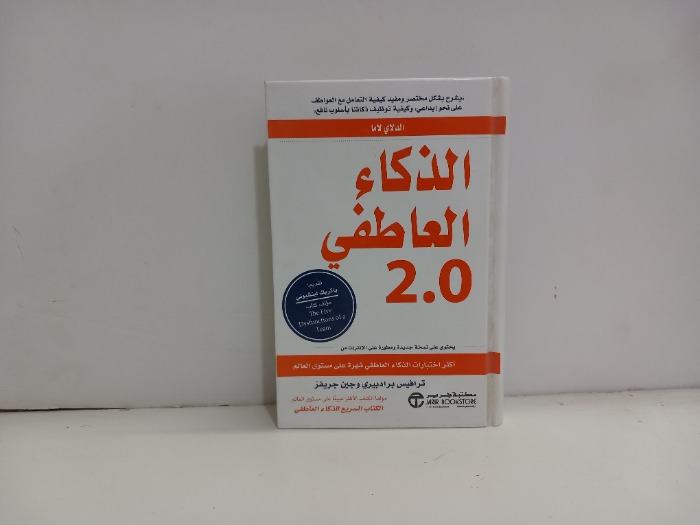 .يشرح بشكل مختصر ومفيد كيفية التعامل مع العواطف
على نحو إبداعي، وكيفية توظيف ذكائنا بأسلوب نافع.
الدلاي لاما
الذكاء
العاطفي
2.0
تقديم:
باتريك لينسيوني
مؤلف كتاب
The Five
Dysfunctions of a
Team
يحتوي على نسخة جديدة ومطورة على الإنترنت من
أكثر اختبارات الذكاء العاطفي شهرة على مستوى العالم
ترافيس برادبيري وجين جريفز
مؤلفا الكتاب الأكثر مبيعًا على مستوى العالم
الكتاب السريع للذكاء العاطفي
مكتبة جرير
JARIR BOOKSTORE